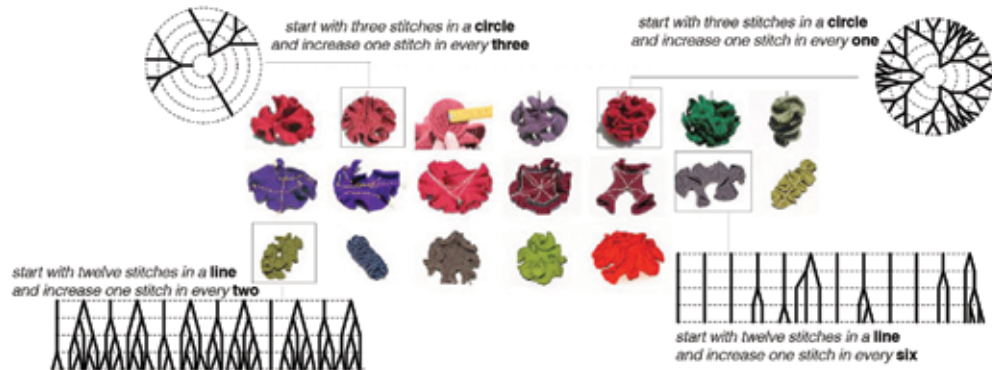 start with three stitches in a circle
and increase one stitch in every three
start with three stitches in a circle
and increase one stitch in every one
start with twelve stitches in a line
and increase one stitch in every two
start with twelve stitches in a line
and increase one stitch in every six